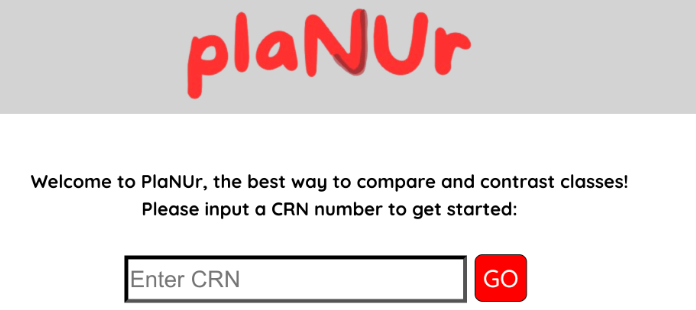 plaNUr
Welcome to PlaNUr, the best way to compare and contrast classes!
Please input a CRN number to get started:
Enter CRN
GO